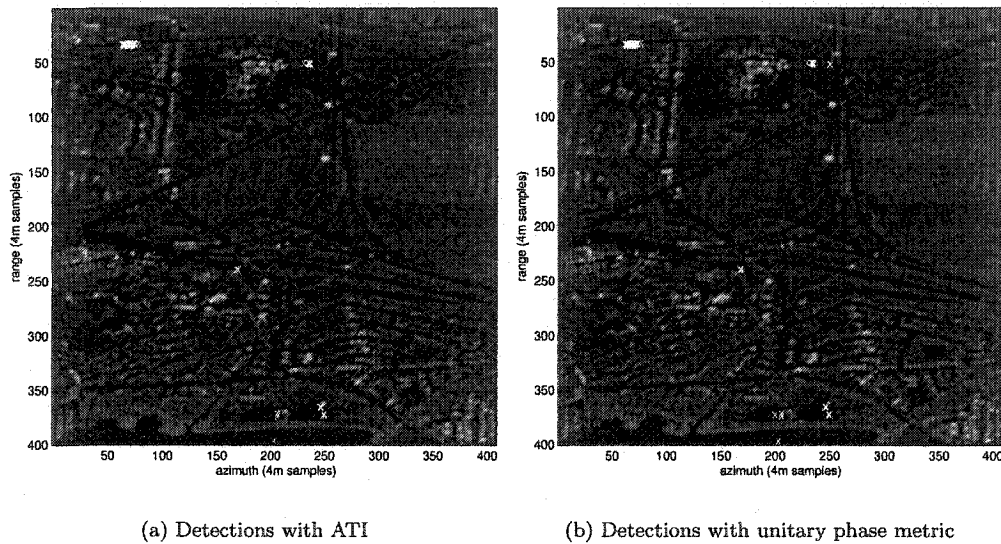 50
100
150
200
250
300
350
400
range (4m samples)
50 100 150 200 250 300 350 400
azimuth (4m samples)
(a) Detections with ATI
50
100
150
200
250
300
350
400
range (4m samples)
50 100 150 200 250 300 350 400
azimuth (4m samples)
(b) Detections with unitary phase metric